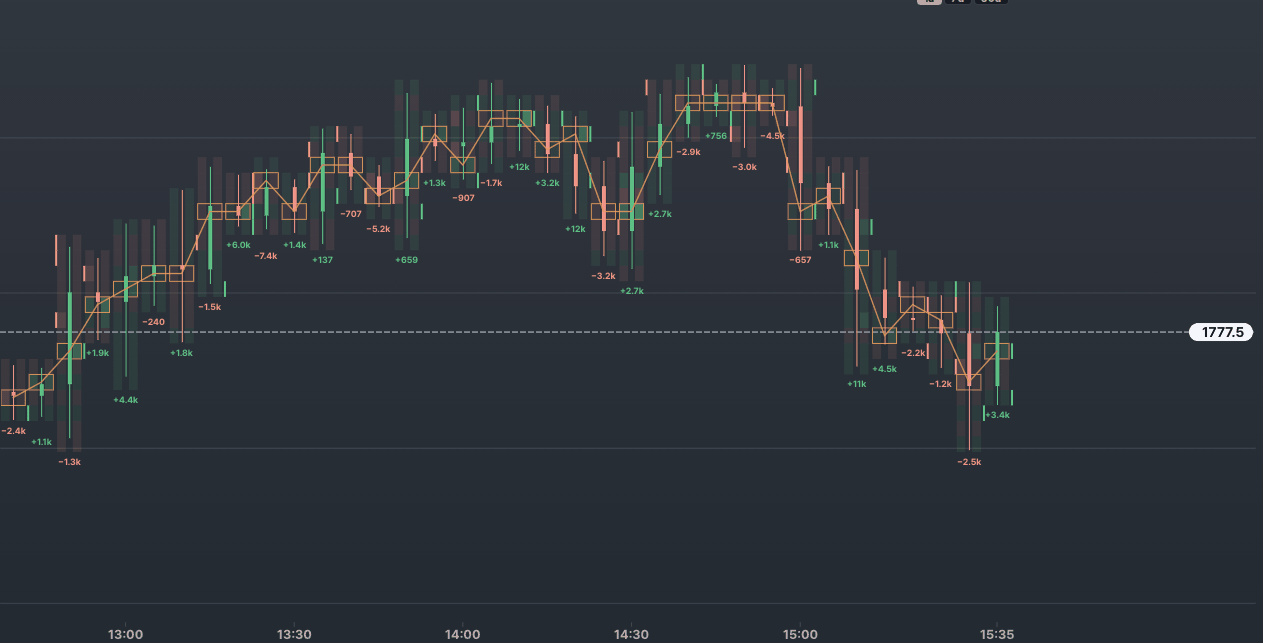 +756
−4.5k
−2.9k
−3.0k
+12k
+1.3k
−1.7k
+3.2k
−907
−707
+2.7k
−5.2k
+12k
+6.0k
+1.4k
+1.1k
−7.4k
+137
+659
−657
−3.2k
+2.7k
−1.5k
−240
1777.5
+1.9k
+1.8k
−2.2k
+4.5k
+11k
−1.2k
+4.4k
+3.4k
−2.4k
+1.1k
−1.3k
−2.5k
13:00 13:30 14:00 14:30 15:00 15:35